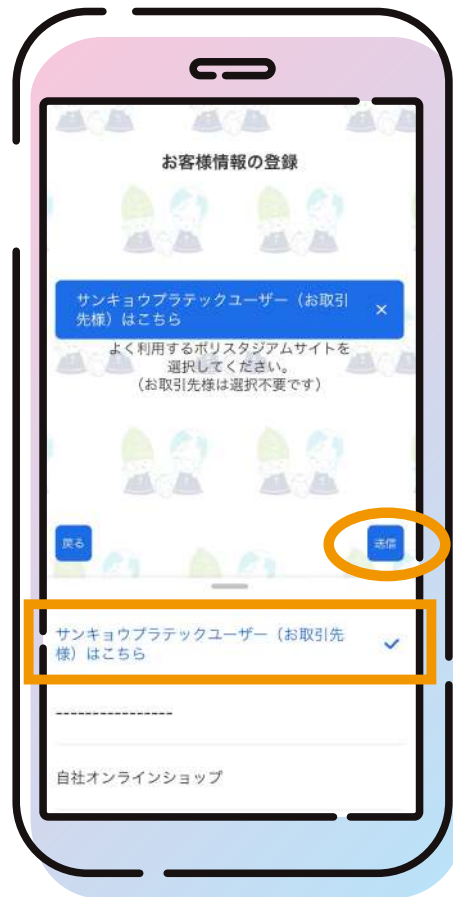 お客様情報の登録
サンキョウプラテックユーザー（お取引
先様）はこちら
×
よく利用するポリスタジアムサイトを
選択してください。
（お取引先様は選択不要です）
戻る
送信
サンキョウプラテックユーザー（お取引先
様）はこちら
----------------
自社オンラインショップ